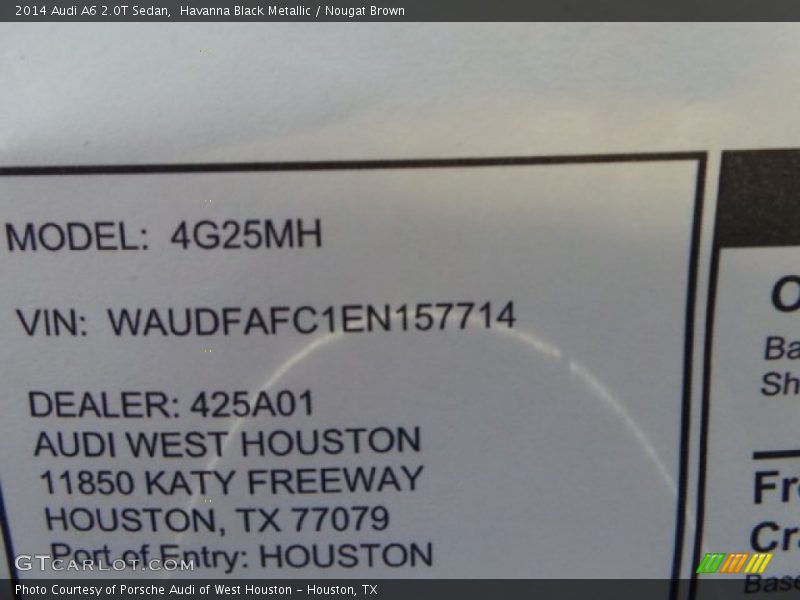 2014 Audi A6 2.0T Sedan,  Havanna Black Metallic / Nougat Brown
MODEL: 4G25MH
VIN: WAUDFAFC1EN157714
DEALER: 425A01
AUDI WEST HOUSTON
11850 KATY FREEWAY
HOUSTON, TX 77079
Port of Entry: HOUSTON
GTCARLOT.COM
Photo Courtesy of Porsche Audi of West Houston – Houston, TX